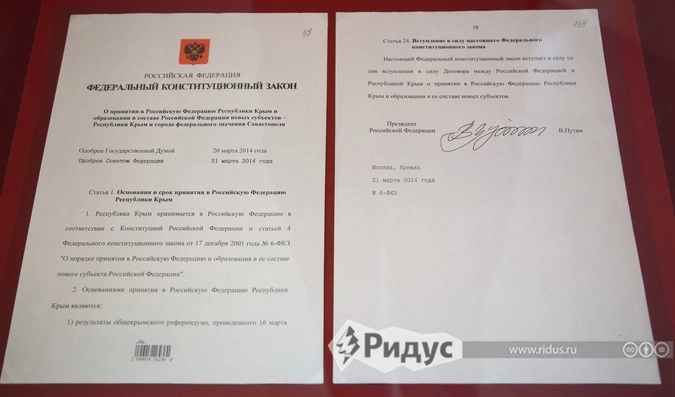 97
РОССИЙСКАЯ ФЕДЕРАЦИЯ
ФЕДЕРАЛЬНЫЙ КОНСТИТУЦИОННЫЙ ЗАКОН
О принятии в Российскую Федерацию Республики Крым и
образовании в составе Российской Федерации новых субъектов –
Республики Крым и города федерального значения Севастополя
Одобрен Государственной Думой 20 марта 2014 года
Одобрен Советом Федерации 21 марта 2014 года
Статья 1. Основания и срок принятия в Российскую Федерацию
Республики Крым
1. Республика Крым принимается в Российскую Федерацию в
соответствии с Конституцией Российской Федерации и статьей 4
Федерального конституционного закона от 17 декабря 2001 года № 6-ФКЗ
"О порядке принятия в Российскую Федерацию и образования в ее составе
нового субъекта Российской Федерации".
2. Основаниями принятия в Российскую Федерацию Республики
Крым являются:
1) результаты общекрымского референдума, проведенного 16 марта
Статья 24. Вступление в силу настоящего Федерального
конституционного закона
Настоящий Федеральный конституционный закон вступает в силу со
дня вступления в силу Договора между Российской Федерацией и
Республикой Крым о принятии в Российскую Федерацию Республики
Крым и образовании в ее составе новых субъектов.
Президент
Российской Федерации В.Путин
Москва, Кремль
21 марта 2014 года
№ 6-ФКЗ
Ридус
www.ridus.ru